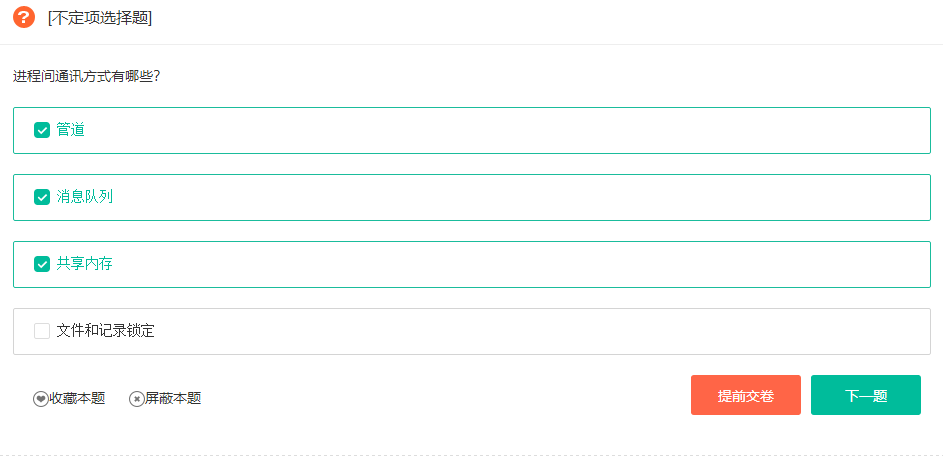 ? [不定项选择题]
进程间通讯方式有哪些?
管道
消息队列
共享内存
文件和记录锁定
收藏本题 屏蔽本题 提前交卷 下一题